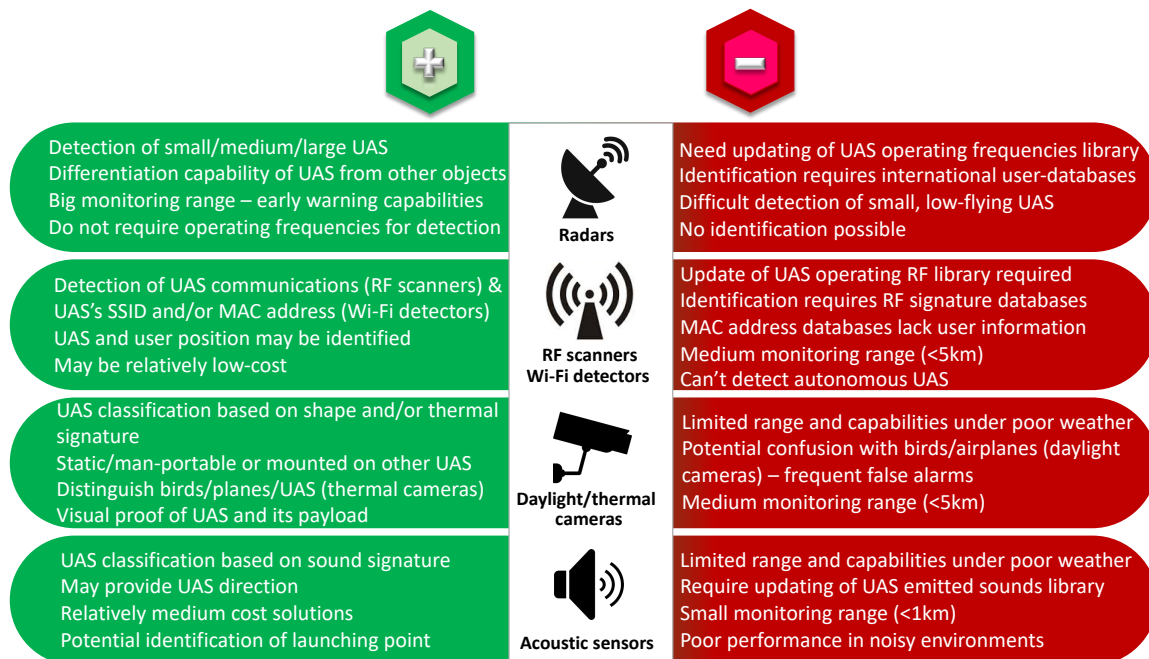 Detection of small/medium/large UAS
Differentiation capability of UAS from other objects
Big monitoring range – early warning capabilities
Do not require operating frequencies for detection
Radars
Need updating of UAS operating frequencies library
Identification requires international user-databases
Difficult detection of small, low-flying UAS
No identification possible
Detection of UAS communications (RF scanners) &
UAS's SSID and/or MAC address (Wi-Fi detectors)
UAS and user position may be identified
May be relatively low-cost
RF scanners
Wi-Fi detectors
Update of UAS operating RF library required
Identification requires RF signature databases
MAC address databases lack user information
Medium monitoring range (<5km)
Can't detect autonomous UAS
UAS classification based on shape and/or thermal
signature
Static/man-portable or mounted on other UAS
Distinguish birds/planes/UAS (thermal cameras)
Visual proof of UAS and its payload
Daylight/thermal
cameras
Limited range and capabilities under poor weather
Potential confusion with birds/airplanes (daylight
cameras) – frequent false alarms
Medium monitoring range (<5km)
UAS classification based on sound signature
May provide UAS direction
Relatively medium cost solutions
Potential identification of launching point
Acoustic sensors
Limited range and capabilities under poor weather
Require updating of UAS emitted sounds library
Small monitoring range (<1km)
Poor performance in noisy environments